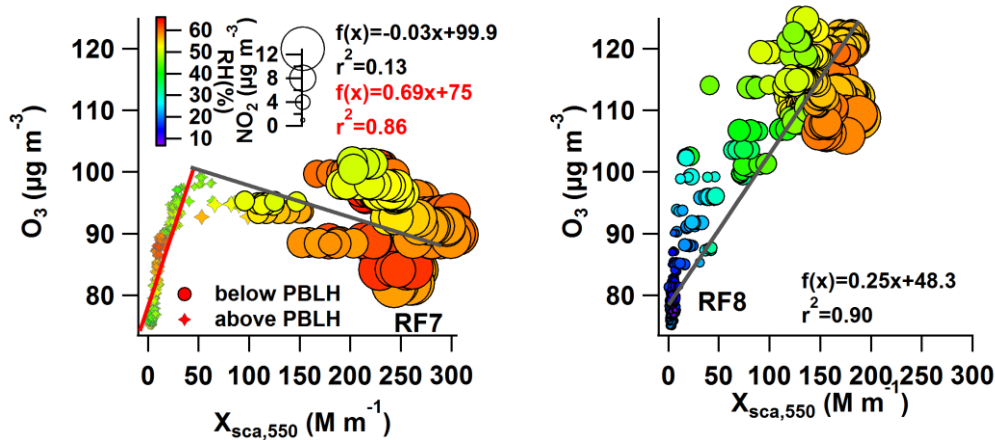 120
110
100
90
80
O3 (µg m-3)
60
50
40
30
20
10
RH(%)
NO2 (µg m-3)
12
8
4
0
f(x)=-0.03x+99.9
r2=0.13
f(x)=0.69x+75
r2=0.86
below PBLH
above PBLH
RF7
0 50 100 150 200 250 300
Xsca,550 (M m-1)
120
110
100
90
80
O3 (µg m-3)
f(x)=0.25x+48.3
RF8
r2=0.90
0 50 100 150 200 250 300
Xsca,550 (M m-1)